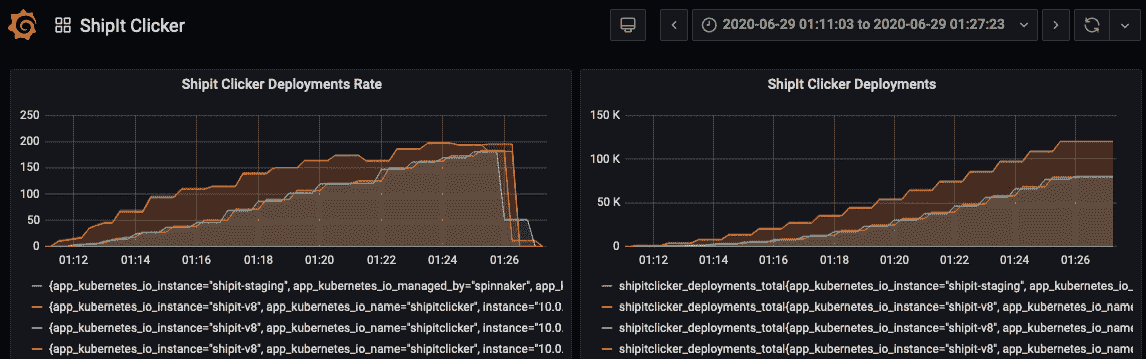 ShipIt Clicker
2020-06-29 01:11:03 to 2020-06-29 01:27:23
ShipIt Clicker Deployments Rate
250
200
150
100
50
0
01:12 01:14 01:16 01:18 01:20 01:22 01:24 01:26
{app_kubernetes_io_instance="shipit-staging", app_kubernetes_io_managed_by="spinnaker", app_k
{app_kubernetes_io_instance="shipit-v8", app_kubernetes_io_name="shipitclicker", instance="10.0.
{app_kubernetes_io_instance="shipit-v8", app_kubernetes_io_name="shipitclicker", instance="10.0.
{app_kubernetes_io_instance="shipit-v8", app_kubernetes_io_name="shipitclicker", instance="10.0.
ShipIt Clicker Deployments
150 K
100 K
50 K
0
01:12 01:14 01:16 01:18 01:20 01:22 01:24 01:26
shipitclicker_deployments_total{app_kubernetes_io_instance="shipit-staging", app_kubernetes_io_
shipitclicker_deployments_total{app_kubernetes_io_instance="shipit-v8", app_kubernetes_io_name
shipitclicker_deployments_total{app_kubernetes_io_instance="shipit-v8", app_kubernetes_io_name
shipitclicker_deployments_total{app_kubernetes_io_instance="shipit-v8", app_kubernetes_io_name